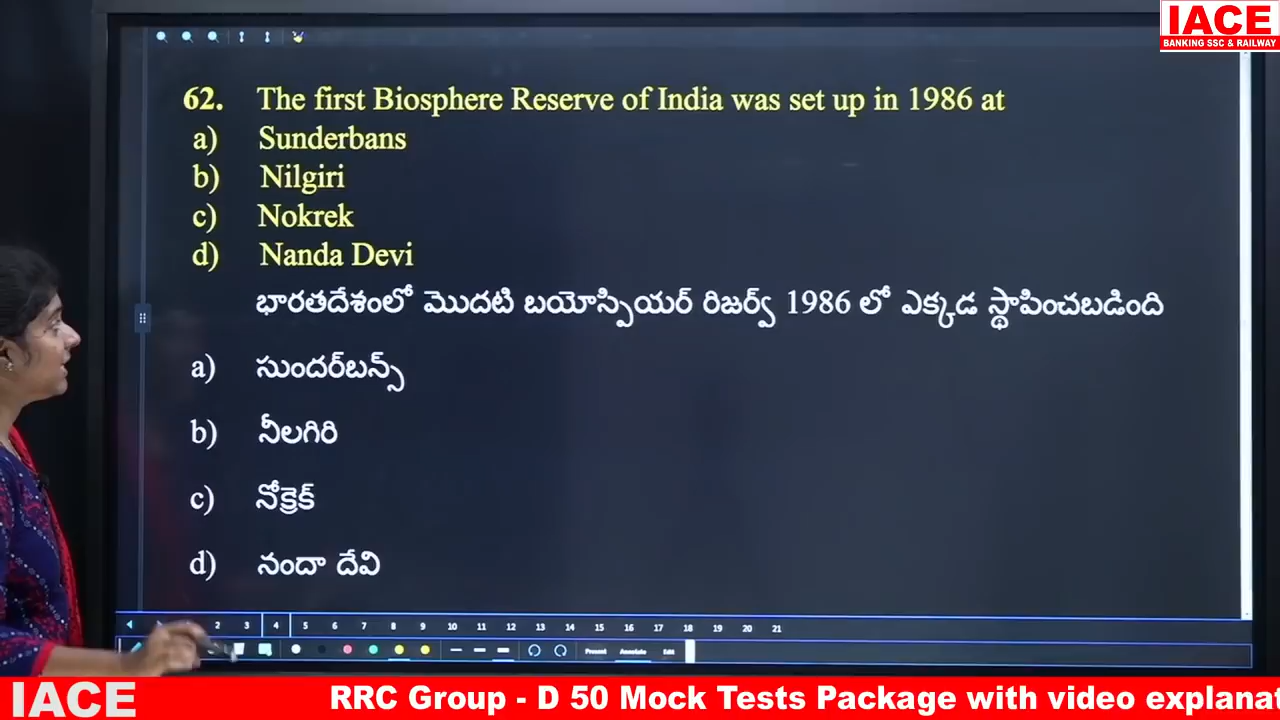 IACE
BANKING SSC & RAILWAY
62. The first Biosphere Reserve of India was set up in 1986 at
a) Sunderbans
b) Nilgiri
c) Nokrek
d) Nanda Devi
భారతదేశంలో మొదటి బయోస్పియర్ రిజర్వ్ 1986 లో ఎక్కడ స్థాపించబడింది
a) సుందర్‌బన్స్
b) నీలగిరి
c) నోక్రెక్
d) నందా దేవి
2 3 4 5 6 7 8 9 10 11 12 13 14 15 16 17 18 19 20 21
Present Annotate Edit
IACE RRC Group - D 50 Mock Tests Package with video explanat